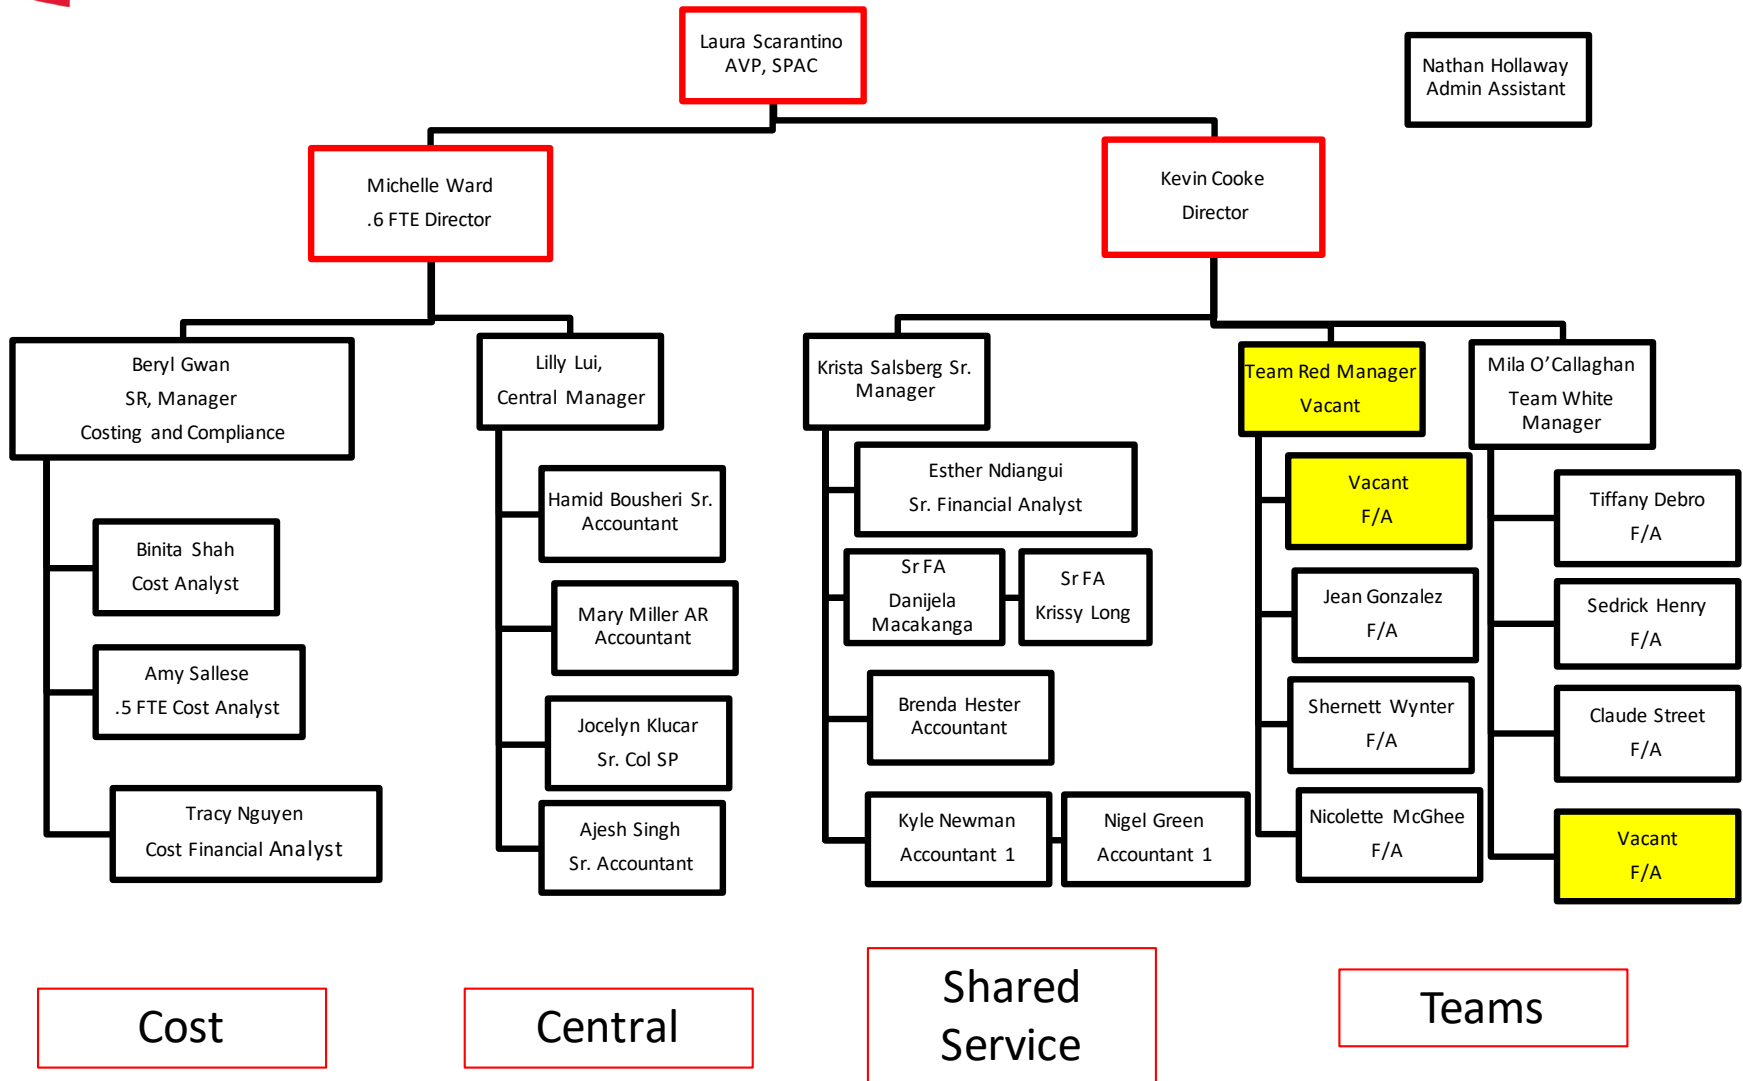 Laura Scarantino
AVP, SPAC
Nathan Hollaway
Admin Assistant
Michelle Ward
.6 FTE Director
Kevin Cooke
Director
Beryl Gwan
SR, Manager
Costing and Compliance
Lilly Lui,
Central Manager
Krista Salsberg Sr.
Manager
Team Red Manager
Vacant
Mila O’Callaghan
Team White
Manager
Binita Shah
Cost Analyst
Amy Sallese
.5 FTE Cost Analyst
Tracy Nguyen
Cost Financial Analyst
Hamid Bousheri Sr.
Accountant
Mary Miller AR
Accountant
Jocelyn Klucar
Sr. Col SP
Ajesh Singh
Sr. Accountant
Esther Ndiangui
Sr. Financial Analyst
Sr FA
Danijela
Macakanga
Sr FA
Krissy Long
Brenda Hester
Accountant
Kyle Newman
Accountant 1
Nigel Green
Accountant 1
Vacant
F/A
Jean Gonzalez
F/A
Shernett Wynter
F/A
Nicolette McGhee
F/A
Tiffany Debro
F/A
Sedrick Henry
F/A
Claude Street
F/A
Vacant
F/A
Cost
Central
Shared
Service
Teams